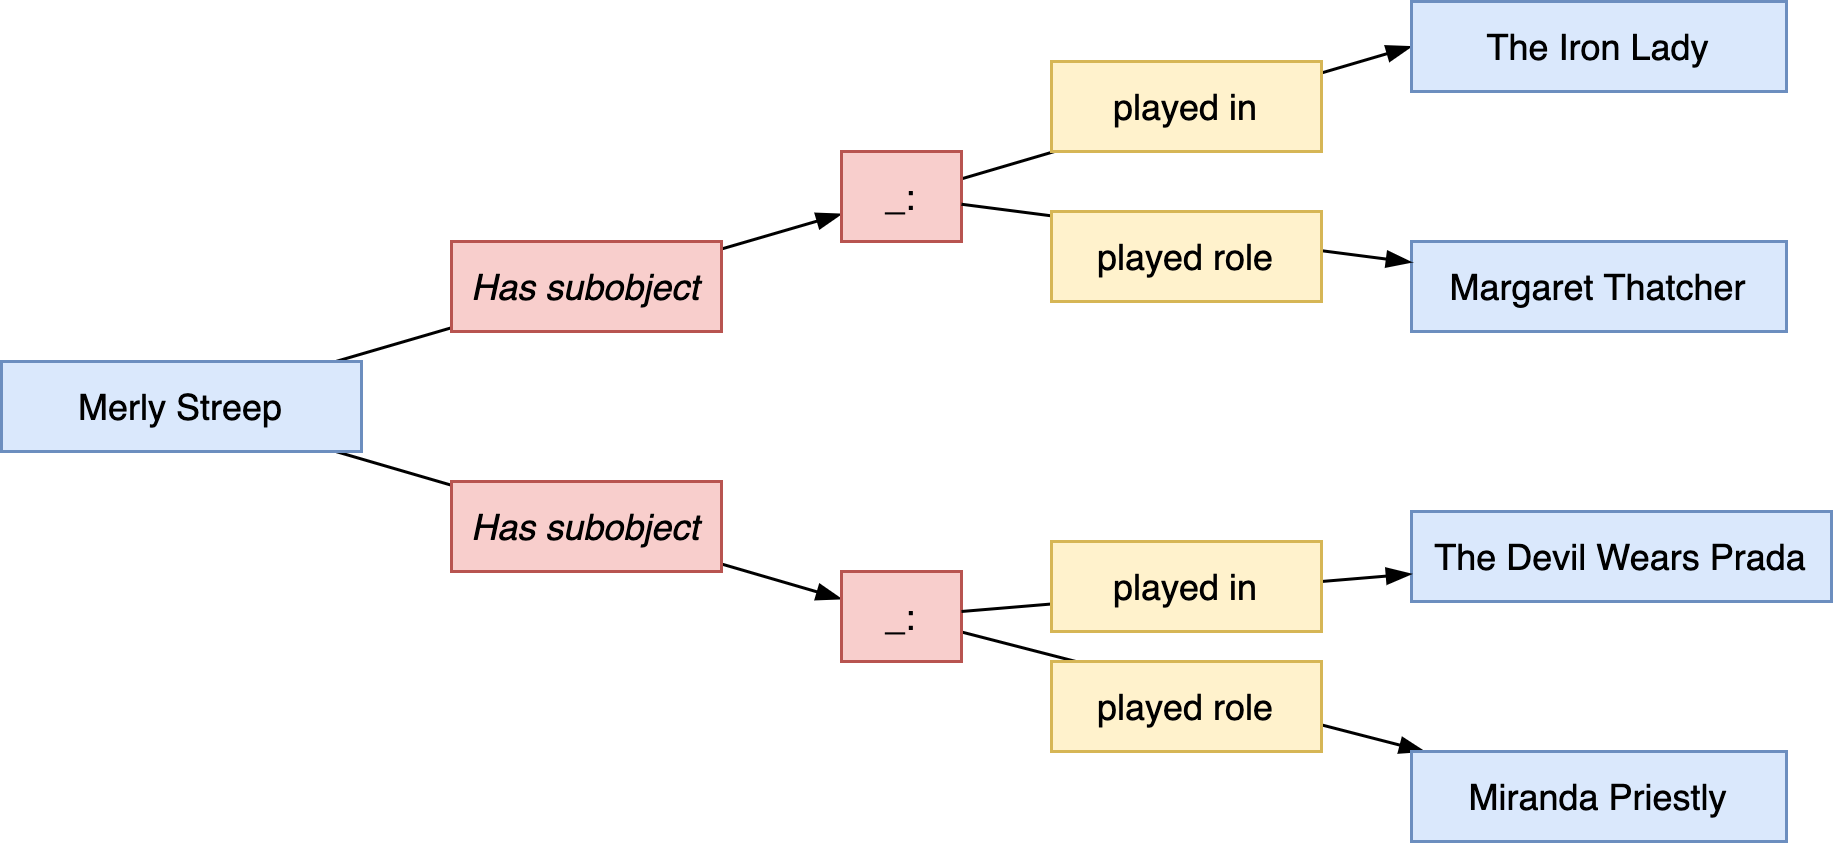 The Iron Lady
played in
_:
played role
Margaret Thatcher
Has subobject
Merly Streep
Has subobject
The Devil Wears Prada
played in
_:
played role
Miranda Priestly